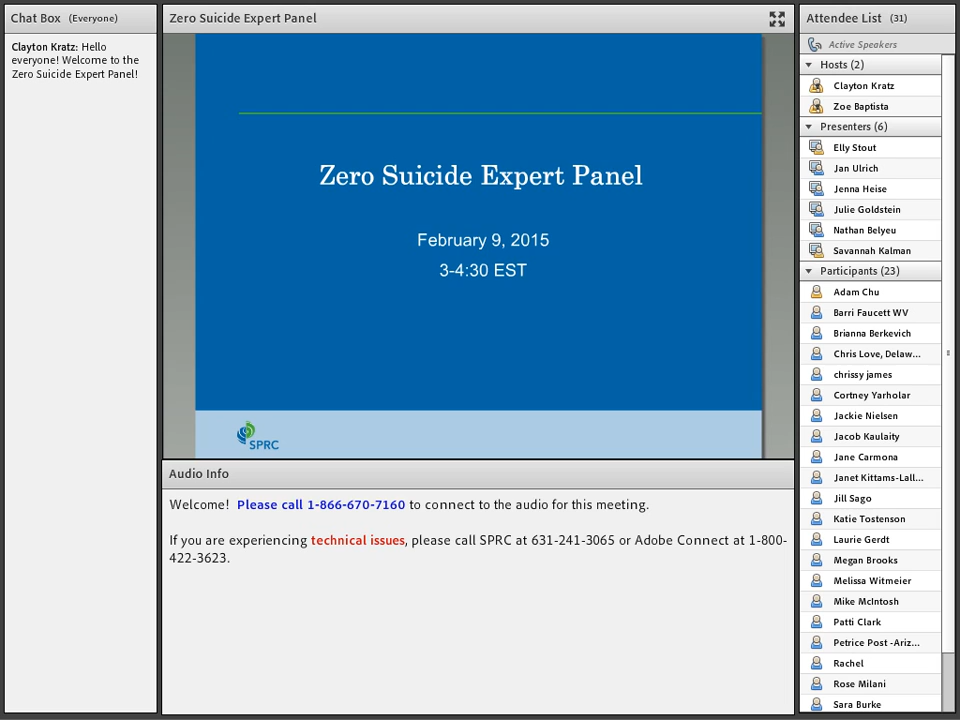 Chat Box (Everyone)
Clayton Kratz: Hello
everyone! Welcome to the
Zero Suicide Expert Panel!
Zero Suicide Expert Panel
Zero Suicide Expert Panel
February 9, 2015
3-4:30 EST
SPRC
Audio Info
Welcome! Please call 1-866-670-7160 to connect to the audio for this meeting.
If you are experiencing technical issues, please call SPRC at 631-241-3065 or Adobe Connect at 1-800-
422-3623.
Attendee List (31)
Active Speakers
Hosts (2)
Clayton Kratz
Zoe Baptista
Presenters (6)
Elly Stout
Jan Ulrich
Jenna Heise
Julie Goldstein
Nathan Belyeu
Savannah Kalman
Participants (23)
Adam Chu
Barri Faucett WV
Brianna Berkevich
Chris Love, Delaw...
chrissy james
Cortney Yarholar
Jackie Nielsen
Jacob Kaulaity
Jane Carmona
Janet Kittams-Lall...
Jill Sago
Katie Tostenson
Laurie Gerdt
Megan Brooks
Melissa Witmeier
Mike McIntosh
Patti Clark
Petrice Post -Ariz...
Rachel
Rose Milani
Sara Burke